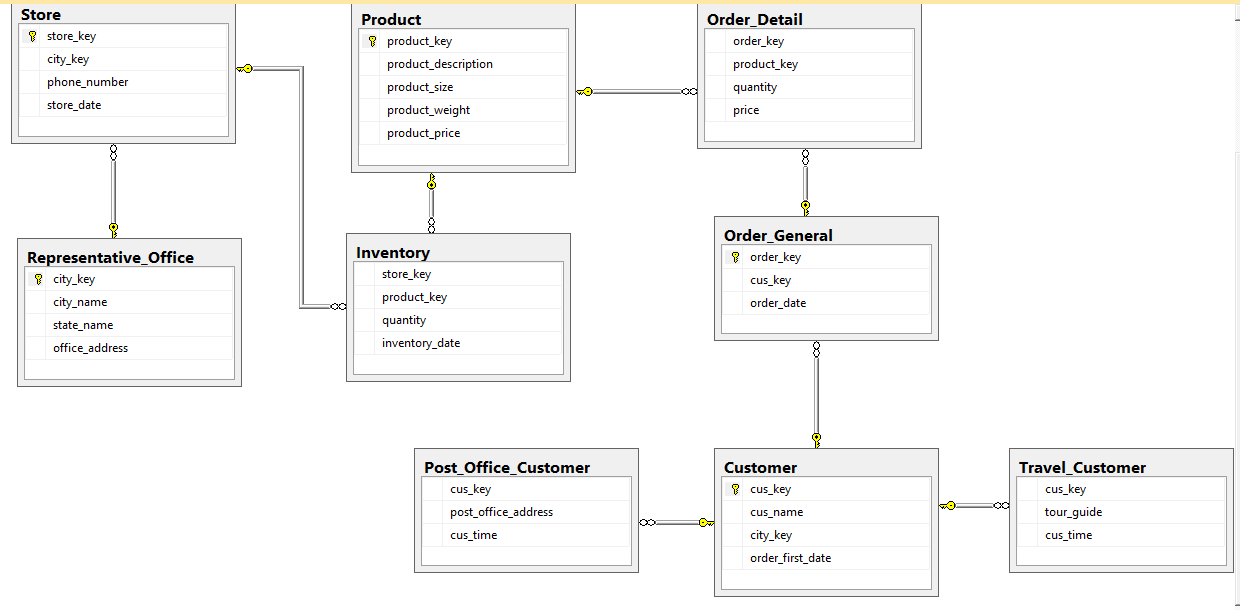 Store
store_key
city_key
phone_number
store_date
Product
product_key
product_description
product_size
product_weight
product_price
Order_Detail
order_key
product_key
quantity
price
Representative_Office
city_key
city_name
state_name
office_address
Inventory
store_key
product_key
quantity
inventory_date
Order_General
order_key
cus_key
order_date
Post_Office_Customer
cus_key
post_office_address
cus_time
Customer
cus_key
cus_name
city_key
order_first_date
Travel_Customer
cus_key
tour_guide
cus_time